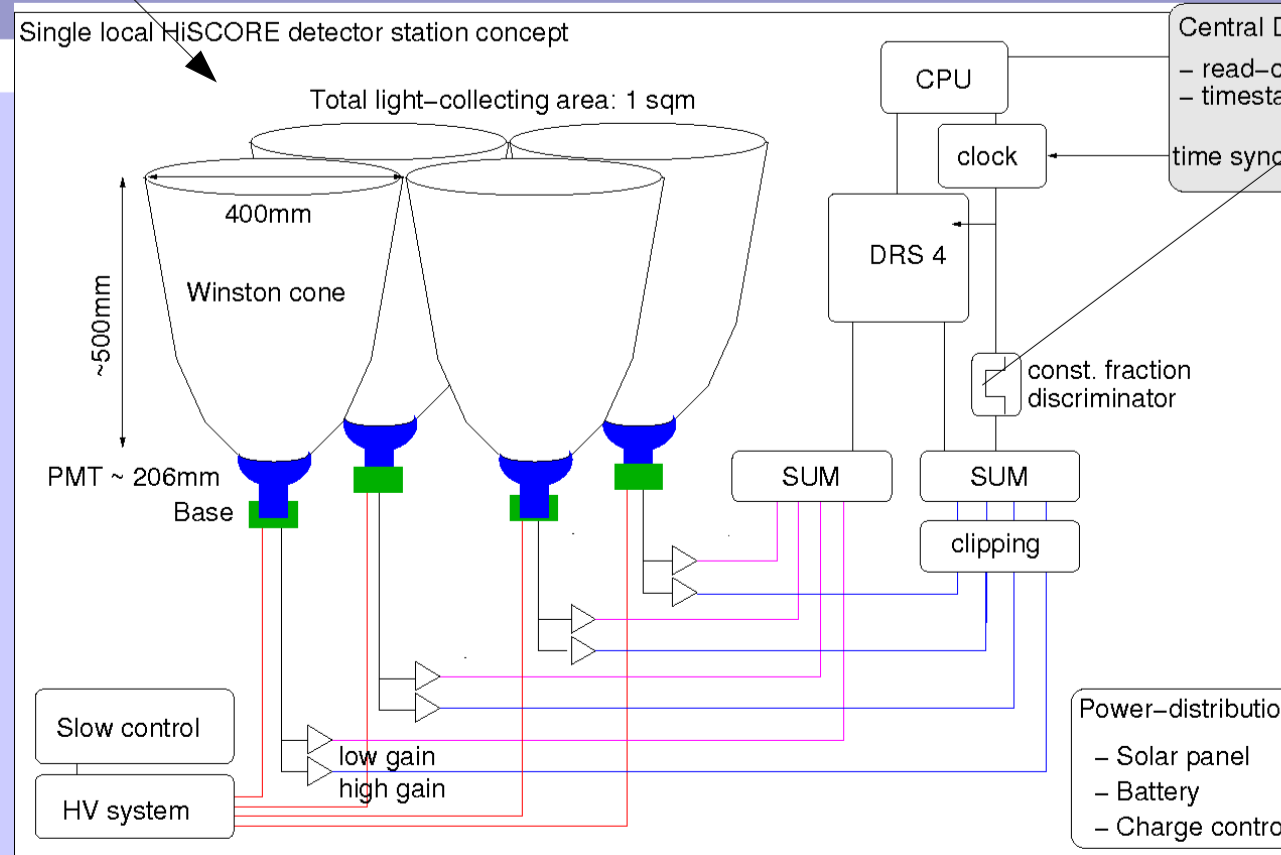 Single local HiSCORE detector station concept
Total light-collecting area: 1 sqm
400mm
Winston cone
~500mm
PMT ~ 206mm
Base
CPU
clock
DRS 4
Central D
- read-o
- timesta
time sync
const. fraction
discriminator
SUM
SUM
clipping
low gain
high gain
Slow control
HV system
Power-distributio
- Solar panel
- Battery
- Charge control